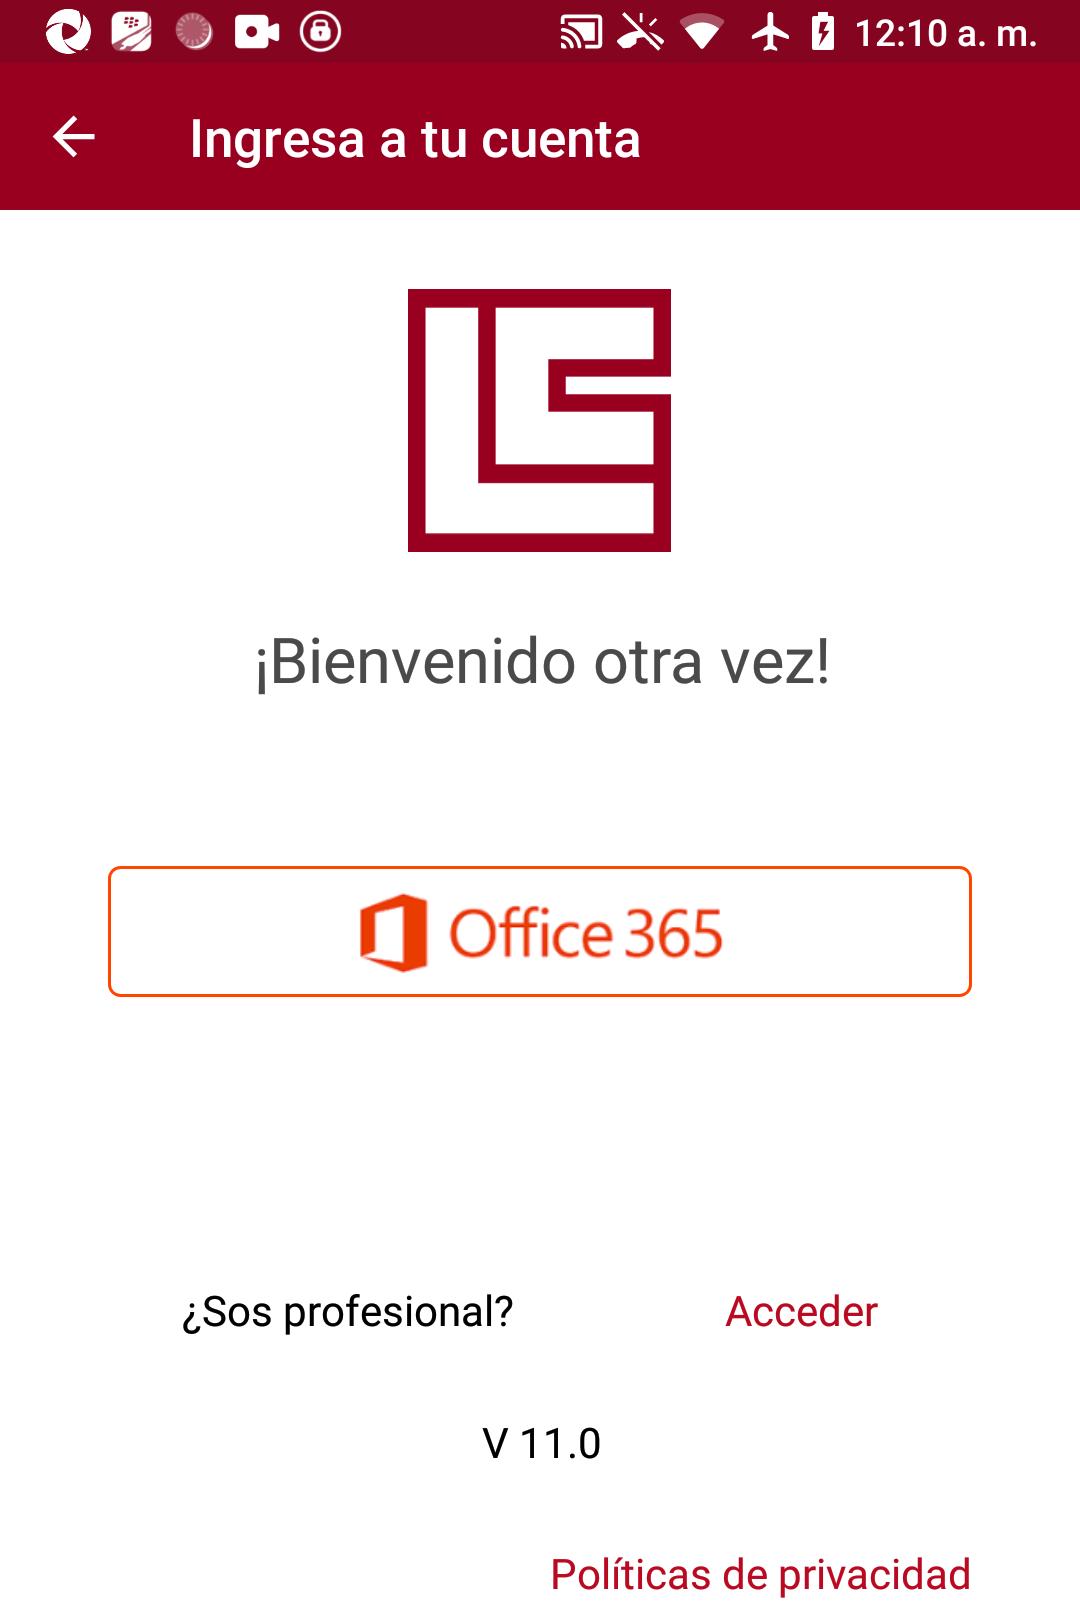 12:10 a. m.
Ingresa a tu cuenta
¡Bienvenido otra vez!
Office 365
¿Sos profesional? Acceder
V 11.0
Políticas de privacidad